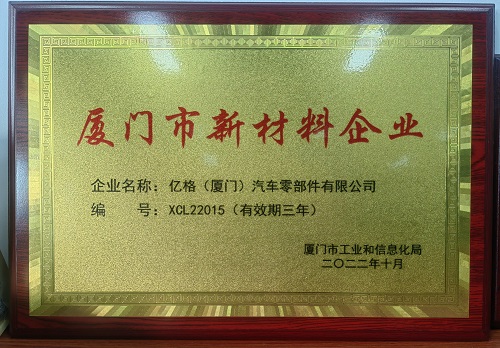 厦门市新材料企业
企业名称：亿格（厦门）汽车零部件有限公司
编　　号：XCL22015（有效期三年）
厦门市工业和信息化局
二〇二二年十月